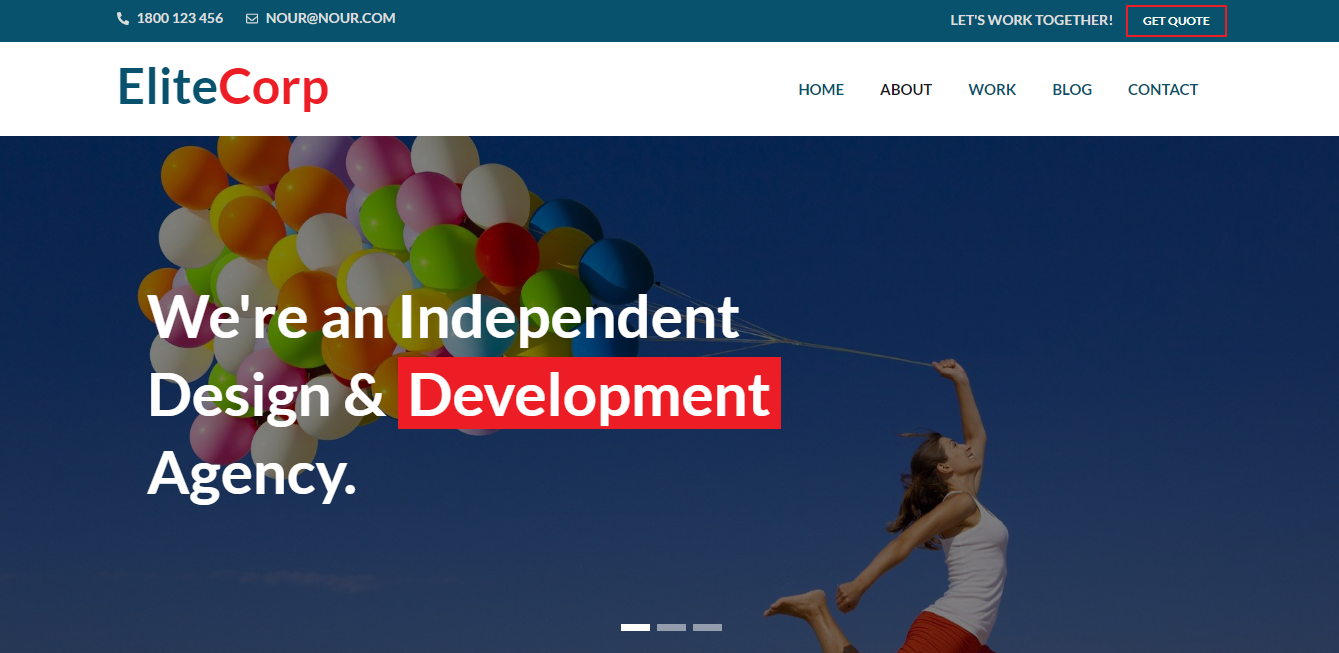 1800 123 456 NOUR@NOUR.COM LET'S WORK TOGETHER! GET QUOTE
EliteCorp HOME ABOUT WORK BLOG CONTACT
We're an Independent
Design & Development
Agency.